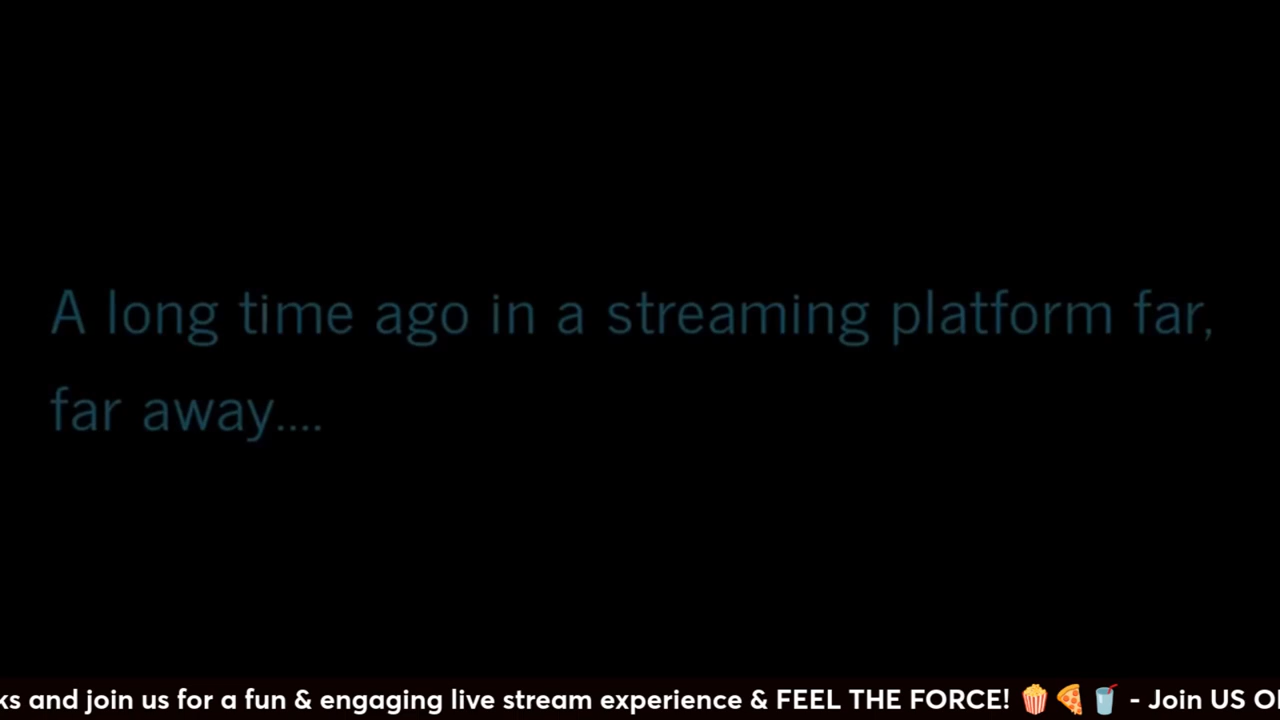 A long time ago in a streaming platform far,
far away....
and join us for a fun & engaging live stream experience & FEEL THE FORCE! 🍿🍕🥤 - Join US